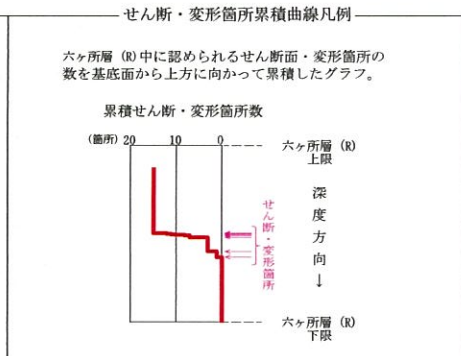 せん断・変形箇所累積曲線凡例
六ヶ所層 (R) 中に認められるせん断面・変形箇所の
数を基底面から上方に向かって累積したグラフ。
累積せん断・変形箇所数
(箇所) 20 10 0
六ヶ所層 (R)
上限
深度方向↓
せん断・変形箇所
六ヶ所層 (R)
下限